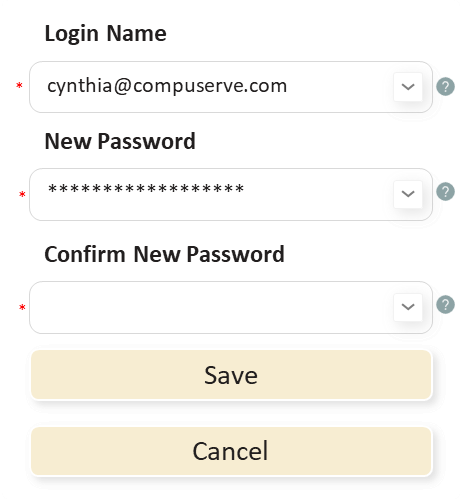 Login Name
* cynthia@compuserve.com ?
New Password
* ****************** ?
Confirm New Password
* ?
Save
Cancel